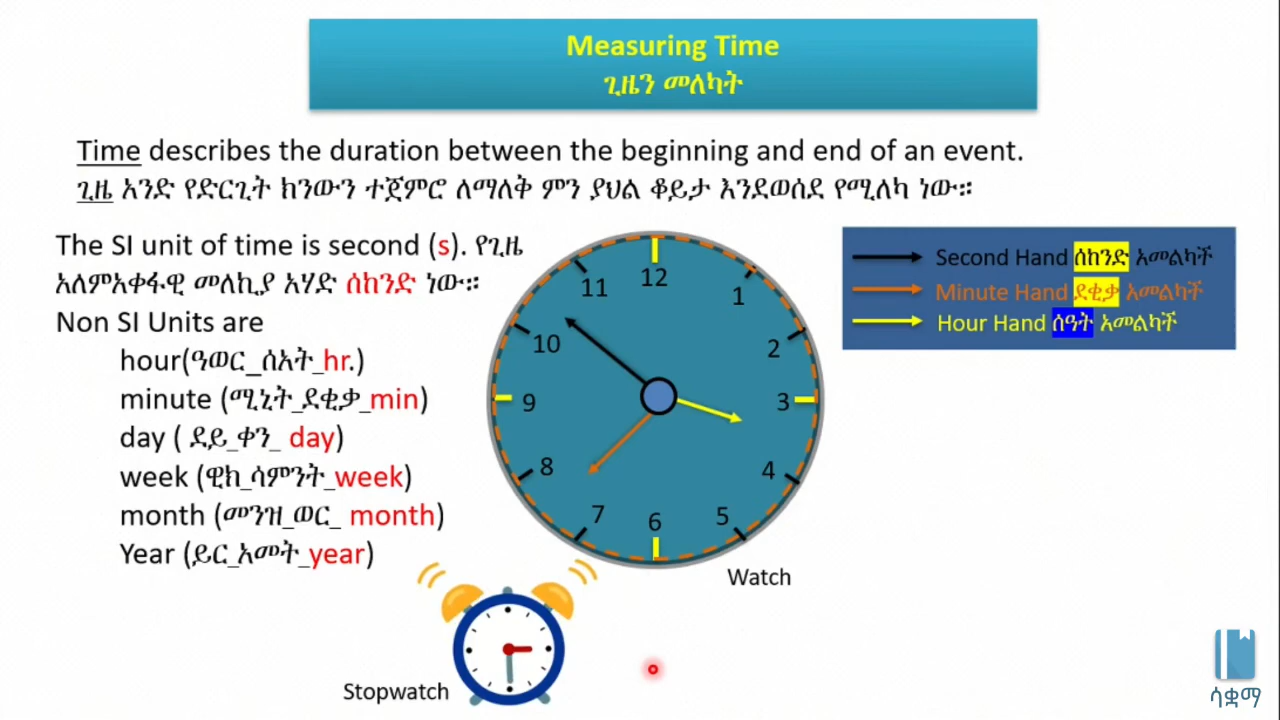 Measuring Time
ጊዜን መለካት
Time describes the duration between the beginning and end of an event.
ጊዜ አንድ የድርጊት ክንውን ተጀምሮ ለማለቅ ምን ያህል ቆይታ እንደወሰደ የሚለካ ነው።
The SI unit of time is second (s). የጊዜ
አለምአቀፋዊ መለኪያ አሃድ ሰከንድ ነው።
Non SI Units are
hour(ዓወር_ሰአት_hr.)
minute (ሚኒት_ደቂቃ_min)
day ( ደይ_ቀን_ day)
week (ዊክ_ሳምንት_week)
month (መንዝ_ወር_ month)
Year (ይር_አመት_year)
12
1
2
3
4
5
6
7
8
9
10
11
Watch
Stopwatch
Second Hand ሰከንድ አመልካች
Minute Hand ደቂቃ አመልካች
Hour Hand ሰዓት አመልካች
ሳቋማ